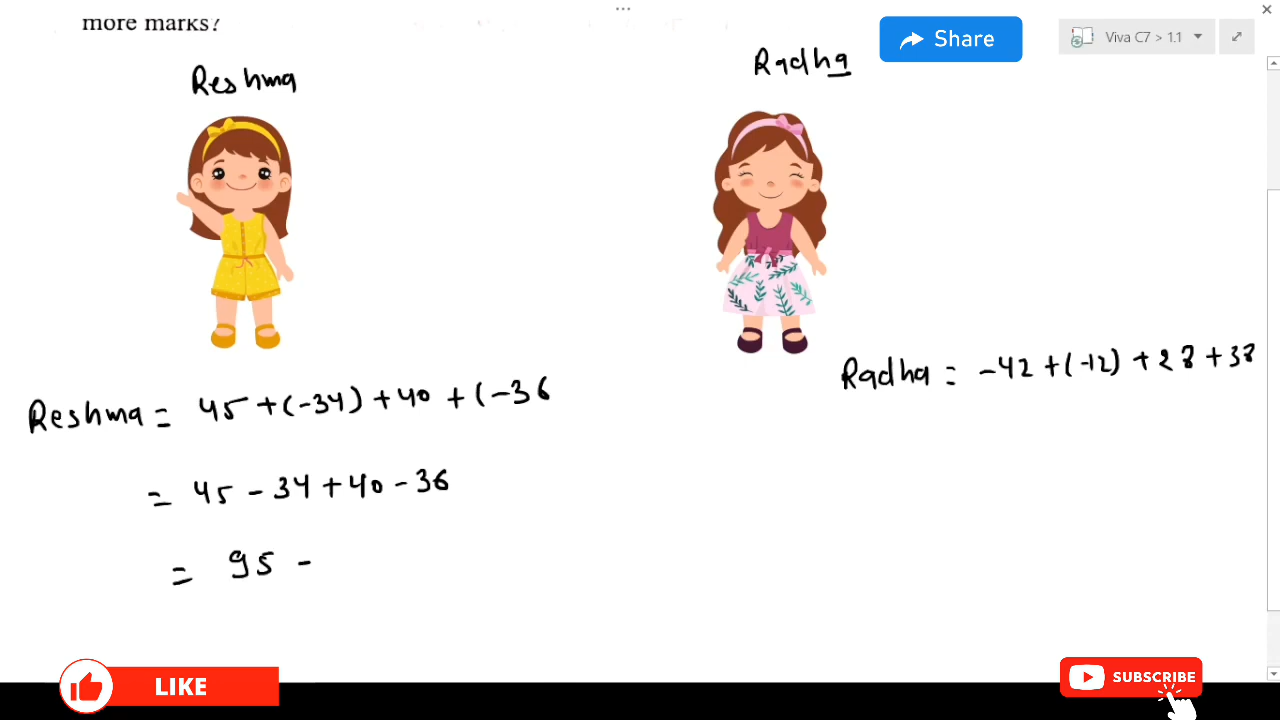 more marks?
Share
Viva C7 > 1.1
Reshma
Radha
Radha = -42 + (-12) + 28 + 38
Reshma = 45 + (-34) + 40 + (-36
= 45 - 34 + 40 - 36
= 95 -
LIKE
SUBSCRIBE